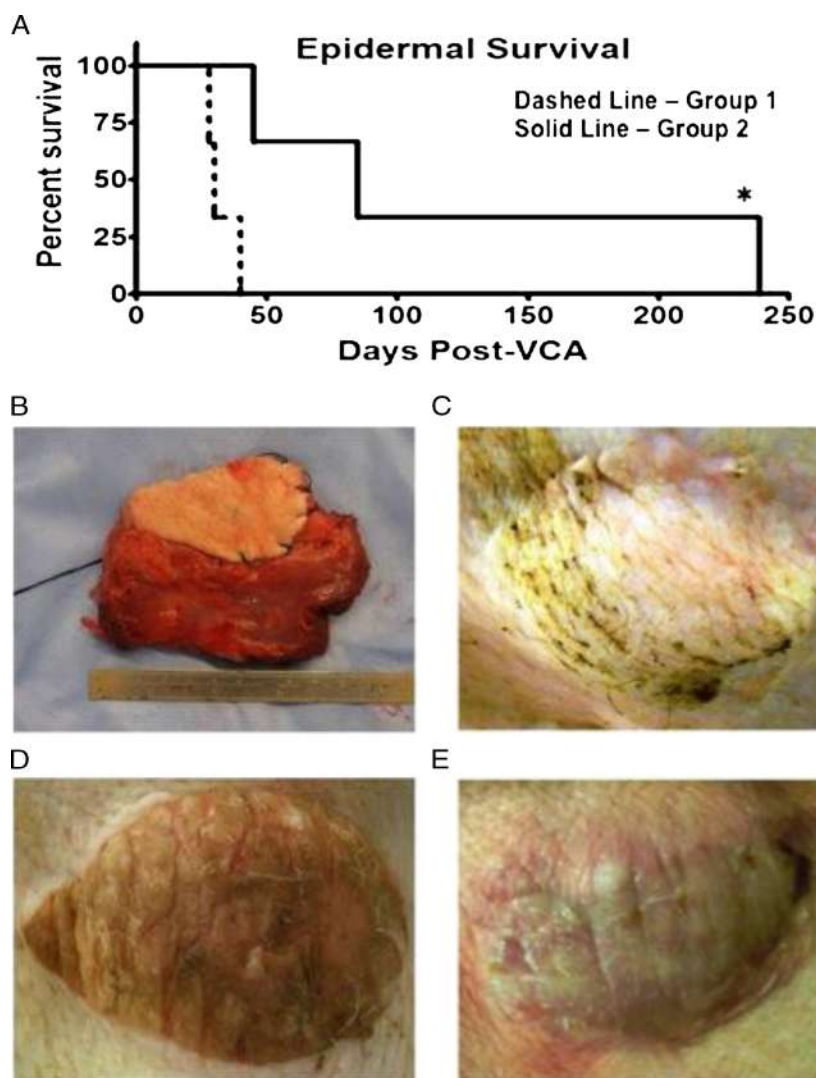 A
Epidermal Survival
Dashed Line – Group 1
Solid Line – Group 2
Percent survival
100
75
50
25
0
*
0 50 100 150 200 250
Days Post-VCA
B
C
D
E